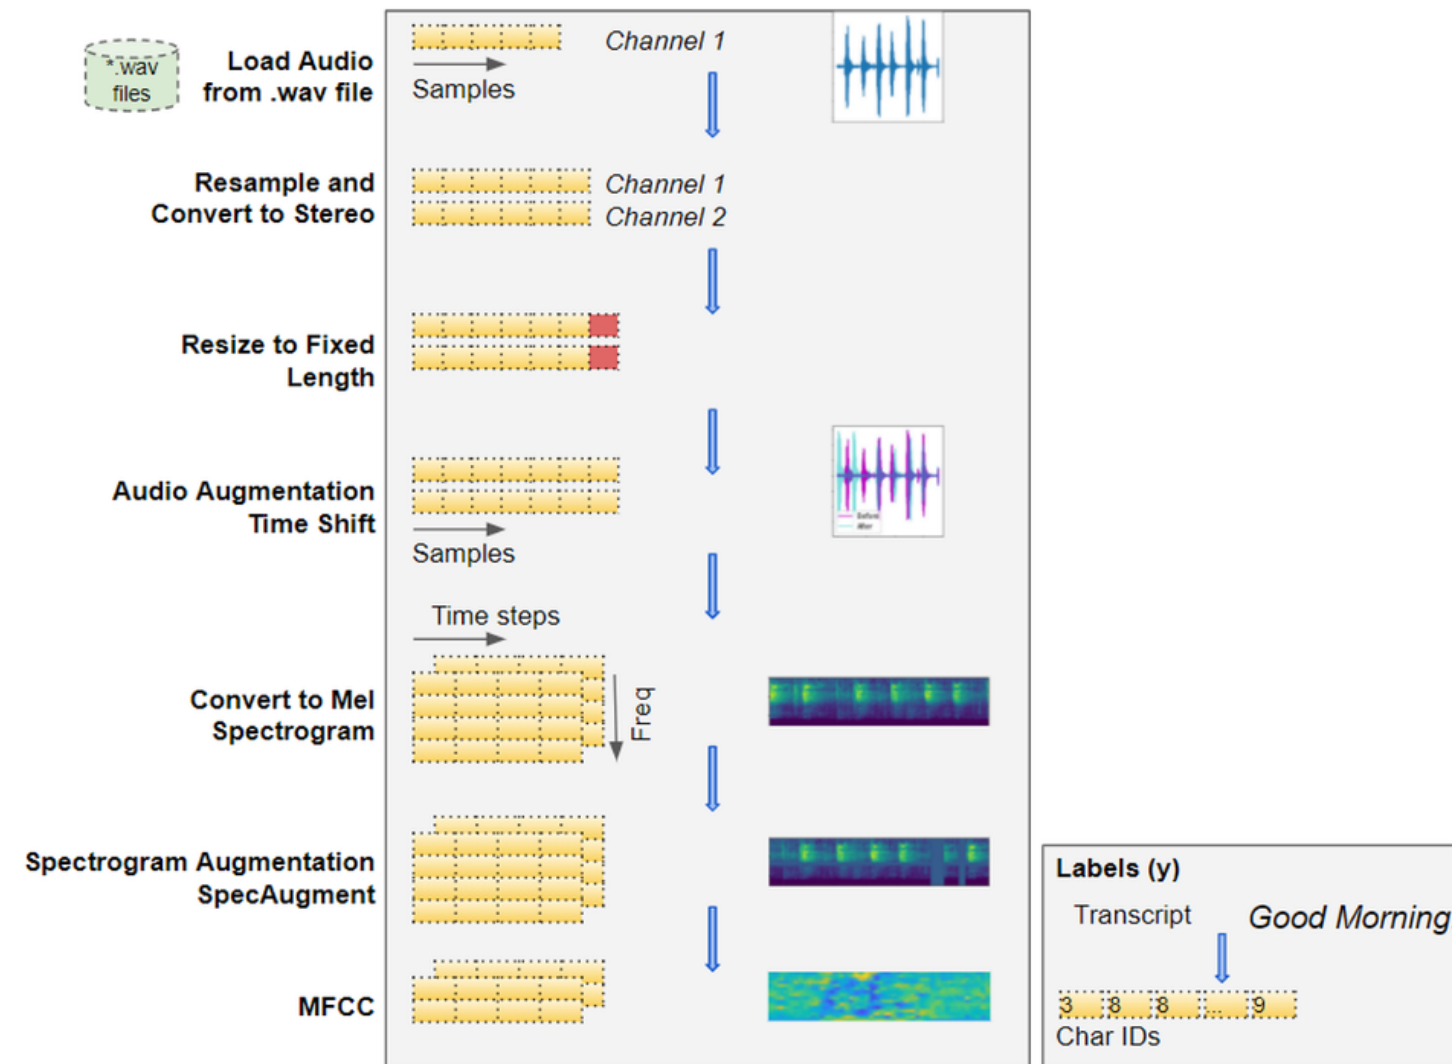 *.wav
files
Load Audio
from .wav file
Channel 1
Samples
Resample and
Convert to Stereo
Channel 1
Channel 2
Resize to Fixed
Length
Audio Augmentation
Time Shift
Samples
Before
After
Time steps
Convert to Mel
Spectrogram
Freq
Spectrogram Augmentation
SpecAugment
MFCC
Labels (y)
Transcript
Good Morning
3 8 8 ... 9
Char IDs